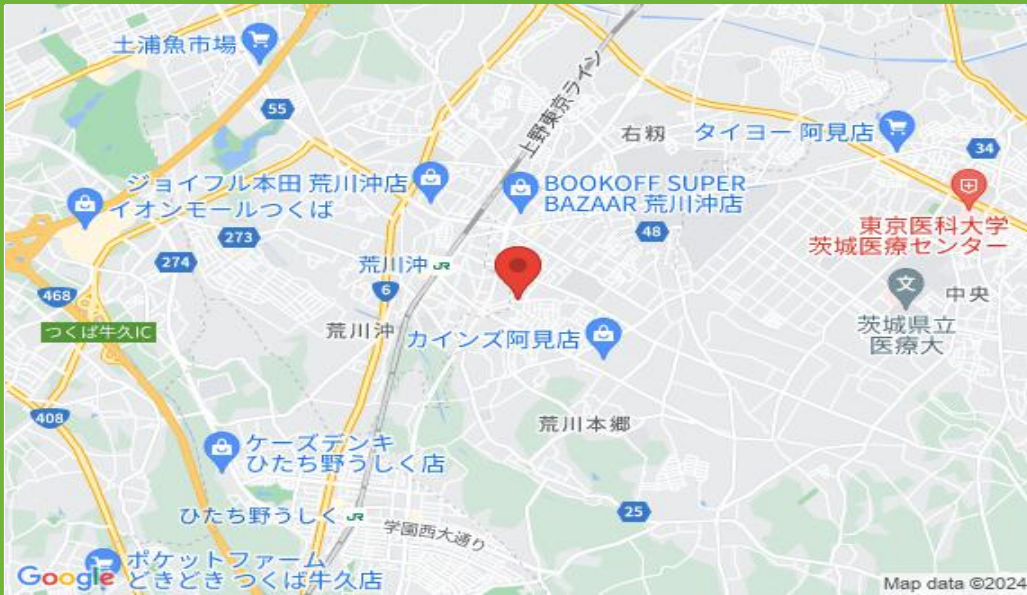 土浦魚市場
55
上野東京ライン
右籾
タイヨー 阿見店
34
ジョイフル本田 荒川沖店
イオンモールつくば
BOOKOFF SUPER
BAZAAR 荒川沖店
東京医科大学
茨城医療センター
273
48
274
荒川沖 JR
468
6
中央
つくば牛久IC
荒川沖
カインズ阿見店
文
茨城県立
医療大
408
荒川本郷
ケーズデンキ
ひたち野うしく店
25
ひたち野うしく JR
学園西大通り
ポケットファーム
どきどき つくば牛久店
Google
Map data ©2024